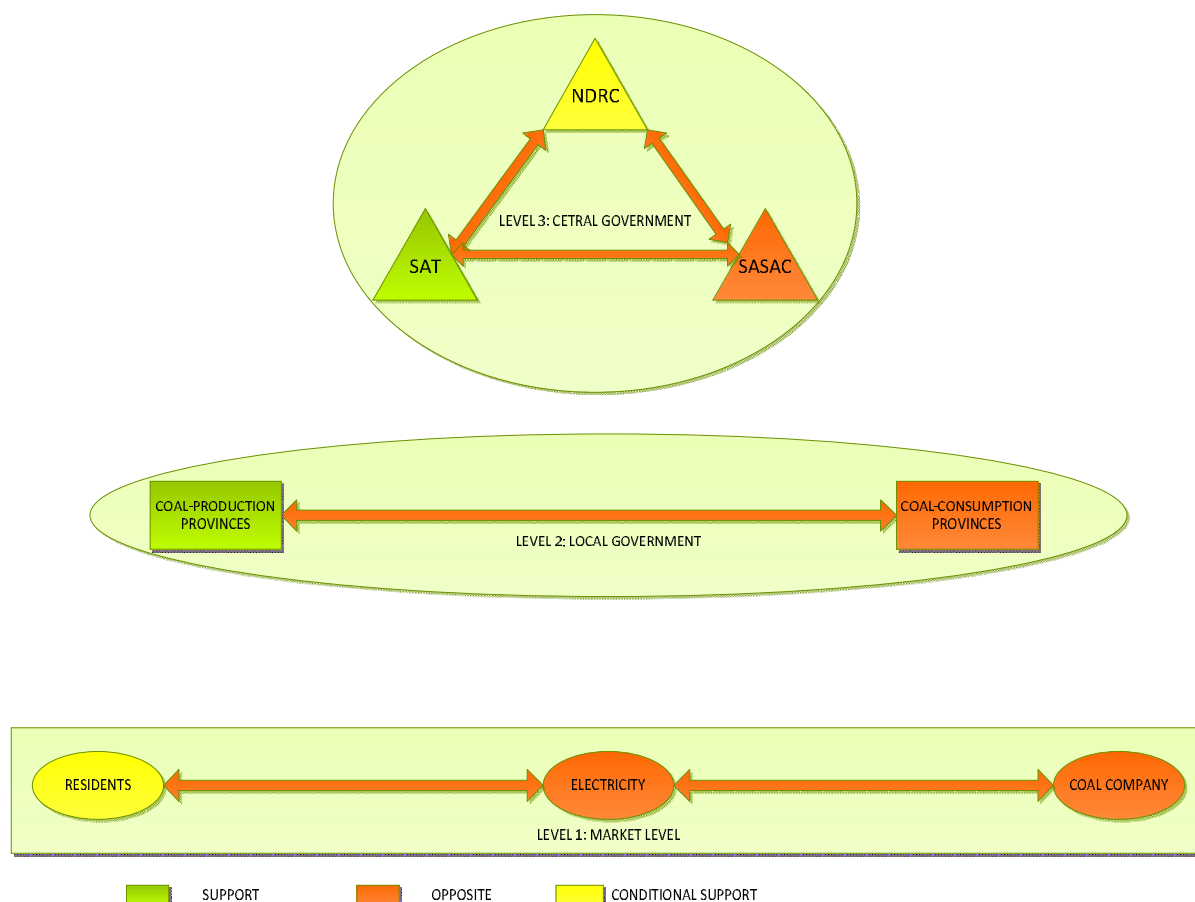 NDRC
LEVEL 3: CETRAL GOVERNMENT
SAT
SASAC
COAL-PRODUCTION
PROVINCES
COAL-CONSUMPTION
PROVINCES
LEVEL 2: LOCAL GOVERNMENT
RESIDENTS
ELECTRICITY
COAL COMPANY
LEVEL 1: MARKET LEVEL
SUPPORT
OPPOSITE
CONDITIONAL SUPPORT